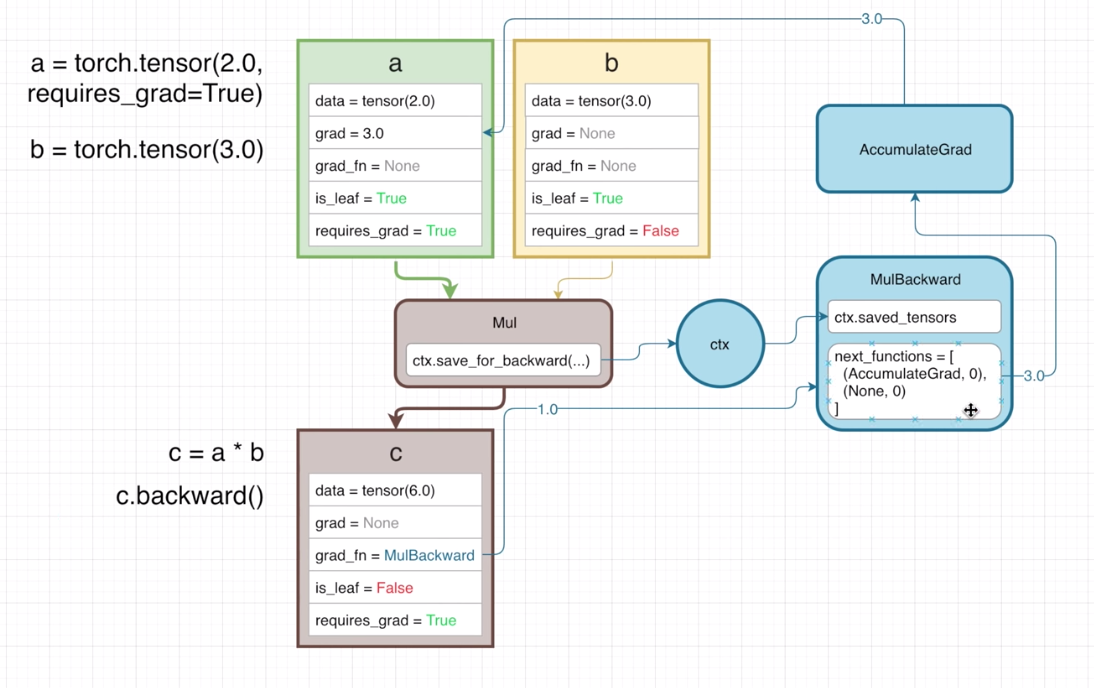 a = torch.tensor(2.0,
requires_grad=True)
b = torch.tensor(3.0)
a
data = tensor(2.0)
grad = 3.0
grad_fn = None
is_leaf = True
requires_grad = True
b
data = tensor(3.0)
grad = None
grad_fn = None
is_leaf = True
requires_grad = False
3.0
AccumulateGrad
Mul
ctx.save_for_backward(...)
ctx
MulBackward
ctx.saved_tensors
next_functions = [
(AccumulateGrad, 0),
(None, 0)
]
3.0
1.0
c = a * b
c.backward()
c
data = tensor(6.0)
grad = None
grad_fn = MulBackward
is_leaf = False
requires_grad = True